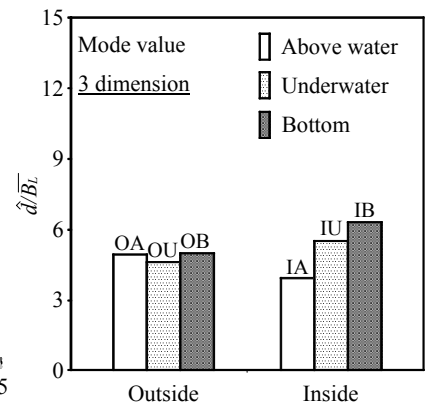 15
12
9
6
3
0
d̂/B̅L̅
Mode value
3 dimension
Above water
Underwater
Bottom
OA
OU
OB
IA
IU
IB
Outside
Inside
5